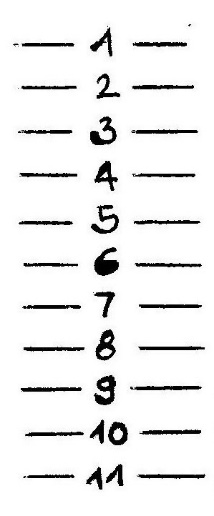 — 1 —
— 2 —
— 3 —
— 4 —
— 5 —
— 6 —
— 7 —
— 8 —
— 9 —
— 10 —
— 11 —